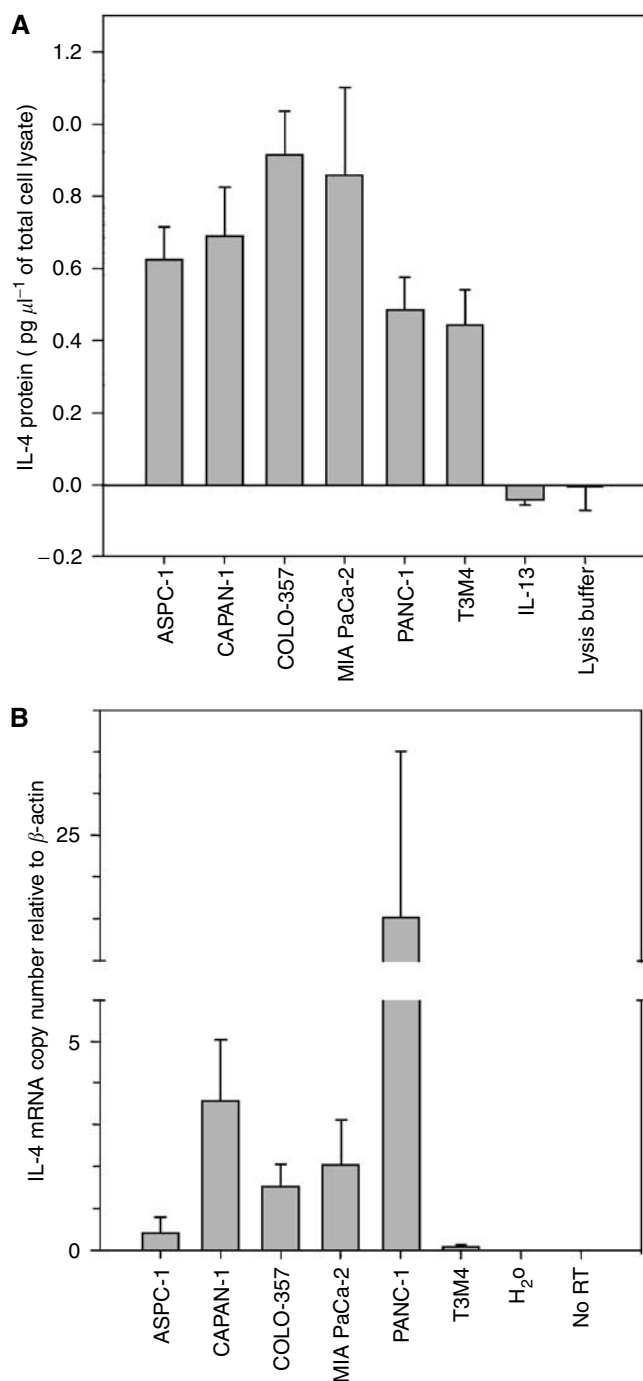 A
IL-4 protein ( pg μl⁻¹ of total cell lysate)
1.2
0.0
0.8
0.6
0.4
0.2
0.0
−0.2
ASPC-1
CAPAN-1
COLO-357
MIA PaCa-2
PANC-1
T3M4
IL-13
Lysis buffer
B
IL-4 mRNA copy number relative to β-actin
25
5
0
ASPC-1
CAPAN-1
COLO-357
MIA PaCa-2
PANC-1
T3M4
H₂o
No RT